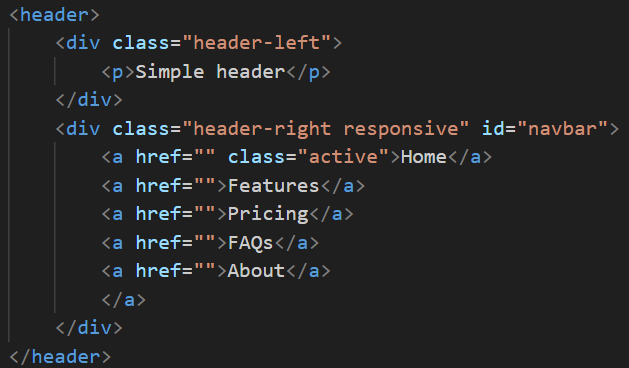 <header>
    <div class="header-left">
        <p>Simple header</p>
    </div>
    <div class="header-right responsive" id="navbar">
        <a href="" class="active">Home</a>
        <a href="">Features</a>
        <a href="">Pricing</a>
        <a href="">FAQs</a>
        <a href="">About</a>
        </a>
    </div>
</header>